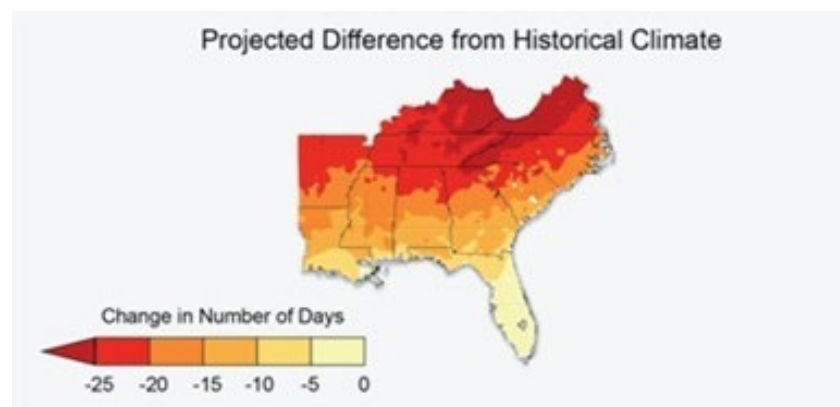 Projected Difference from Historical Climate
Change in Number of Days
-25 -20 -15 -10 -5 0